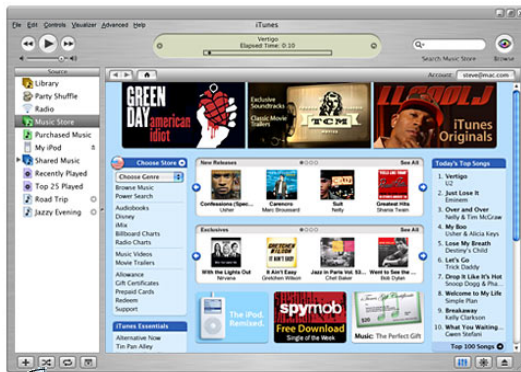 File Edit Controls Visualizer Advanced Help
iTunes
Vertigo
Elapsed Time: 0:10
Search Music Store
Browse
Source
Library
Party Shuffle
Radio
Music Store
Purchased Music
My iPod
Shared Music
Recently Played
Top 25 Played
Road Trip
Jazzy Evening
Account: steve@mac.com
GREEN DAY
american idiot
Exclusive Soundtracks
Classic Movie Trailers
TCM
LL COOL J
iTunes Originals
Choose Store
Choose Genre
Browse Music
Power Search
Audiobooks
Disney
iMix
Billboard Charts
Radio Charts
Music Videos
Movie Trailers
Allowance
Gift Certificates
Prepaid Cards
Redeem
Support
iTunes Essentials
Alternative Now
Tin Pan Alley
New Releases
See All
Confessions (Spec...
Usher
Carencro
Marc Broussard
Suit
Nelly
Greatest Hits
Shania Twain
Exclusives
See All
With the Lights Out
Nirvana
It Ain't Easy
Gretchen Wilson
Jazz in Paris Vol. 53...
Chet Baker
Went to See the...
Bob Dylan
The iPod. Remixed.
spymob
Free Download
Single of the Week
Music: The Perfect Gift
Today's Top Songs
1. Vertigo
U2
2. Just Lose It
Eminem
3. Over and Over
Nelly & Tim McGraw
4. My Boo
Usher & Alicia Keys
5. Lose My Breath
Destiny's Child
6. Let's Go
Trick Daddy
7. Drop It Like It's Hot
Snoop Dogg & Pha...
8. Welcome to My Life
Simple Plan
9. Breakaway
Kelly Clarkson
10. What You Waiting...
Gwen Stefani
Top 100 Songs